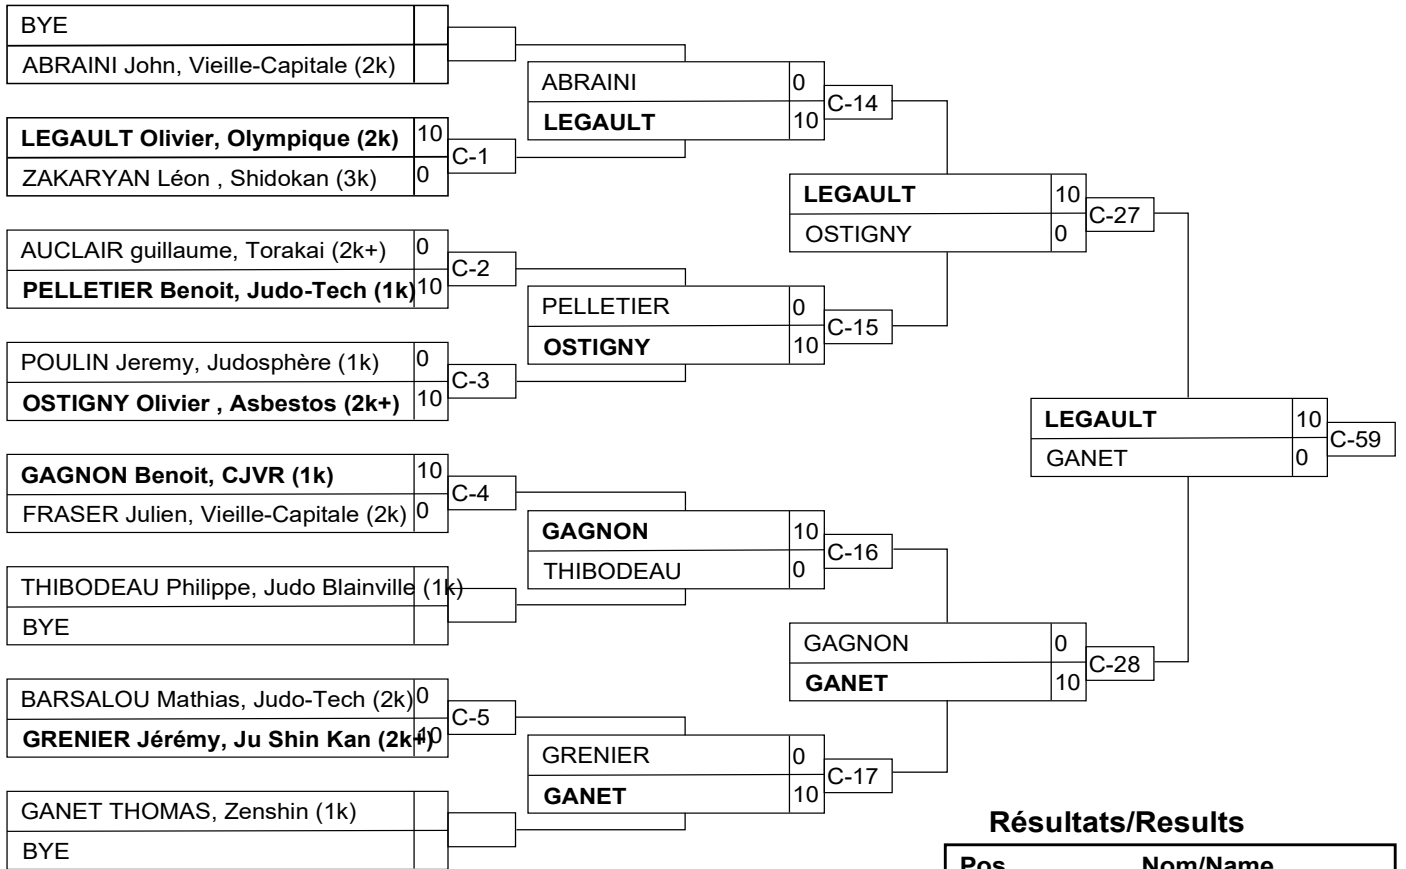 BYE
ABRAINI John, Vieille-Capitale (2k)
LEGAULT Olivier, Olympique (2k) 10
ZAKARYAN Léon , Shidokan (3k) 0
C-1
AUCLAIR guillaume, Torakai (2k+) 0
PELLETIER Benoit, Judo-Tech (1k) 10
C-2
POULIN Jeremy, Judosphère (1k) 0
OSTIGNY Olivier , Asbestos (2k+) 10
C-3
GAGNON Benoit, CJVR (1k) 10
FRASER Julien, Vieille-Capitale (2k) 0
C-4
THIBODEAU Philippe, Judo Blainville (1k)
BYE
BARSALOU Mathias, Judo-Tech (2k) 0
GRENIER Jérémy, Ju Shin Kan (2k+) 10
C-5
GANET THOMAS, Zenshin (1k)
BYE
ABRAINI 0
LEGAULT 10
C-14
PELLETIER 0
OSTIGNY 10
C-15
GAGNON 10
THIBODEAU 0
C-16
GRENIER 0
GANET 10
C-17
LEGAULT 10
OSTIGNY 0
C-27
GAGNON 0
GANET 10
C-28
LEGAULT 10
GANET 0
C-59
Résultats/Results
Pos Nom/Name